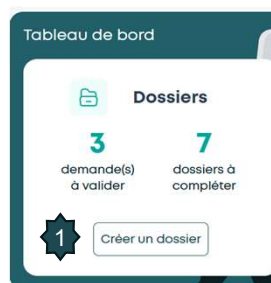 Tableau de bord
Dossiers
3 7
demande(s) dossiers à
à valider compléter
1 Créer un dossier